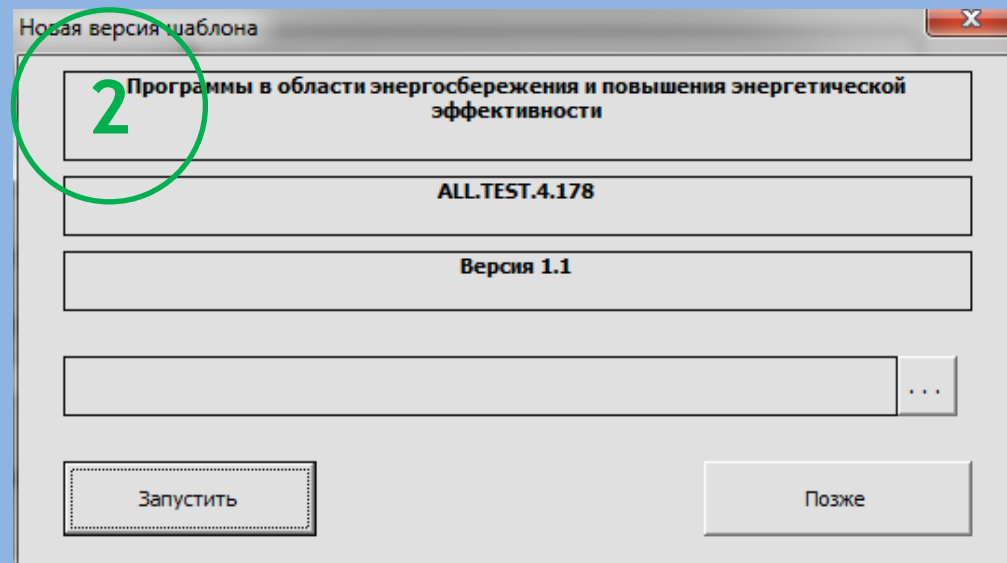 Новая версия шаблона
X
2
Программы в области энергосбережения и повышения энергетической
эффективности
ALL.TEST.4.178
Версия 1.1
...
Запустить
Позже